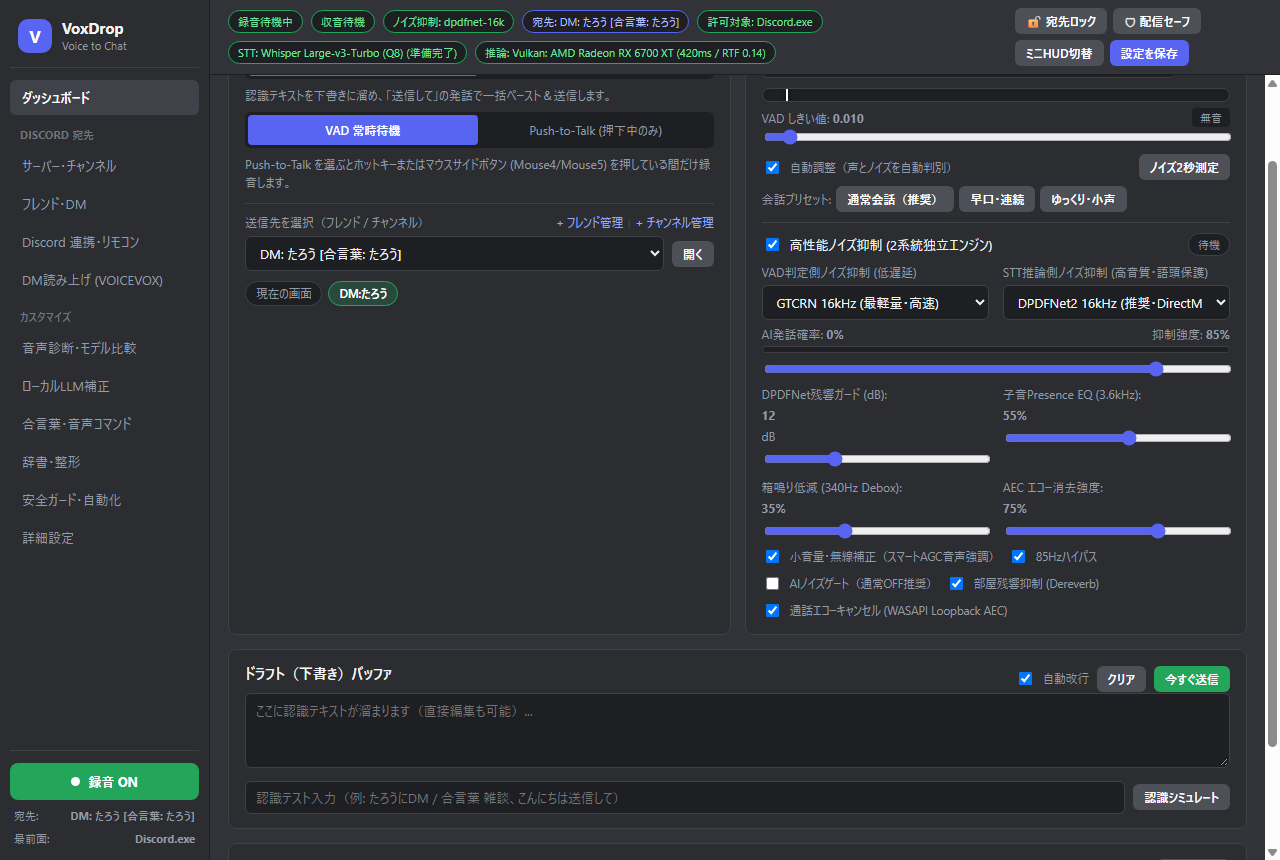 V
VoxDrop
Voice to Chat
録音待機中
収音待機
ノイズ抑制: dpdfnet-16k
宛先: DM: たろう [合言葉: たろう]
許可対象: Discord.exe
STT: Whisper Large-v3-Turbo (Q8) (準備完了)
推論: Vulkan: AMD Radeon RX 6700 XT (420ms / RTF 0.14)
🔓 宛先ロック
🛡 配信セーフ
ミニHUD切替
設定を保存
ダッシュボード
DISCORD 宛先
サーバー・チャンネル
フレンド・DM
Discord 連携・リモコン
DM読み上げ (VOICEVOX)
カスタマイズ
音声診断・モデル比較
ローカルLLM補正
合言葉・音声コマンド
辞書・整形
安全ガード・自動化
詳細設定
● 録音 ON
宛先: DM: たろう [合言葉: たろう]
最前面: Discord.exe
認識テキストを下書きに溜め、「送信して」の発話で一括ペースト＆送信します。
VAD 常時待機
Push-to-Talk (押下中のみ)
Push-to-Talk を選ぶとホットキーまたはマウスサイドボタン (Mouse4/Mouse5) を押している間だけ録
音します。
送信先を選択（フレンド / チャンネル）
+ フレンド管理 | + チャンネル管理
DM: たろう [合言葉: たろう]
開く
現在の画面
DM:たろう
VAD しきい値: 0.010
無音
自動調整（声とノイズを自動判別）
ノイズ2秒測定
会話プリセット:
通常会話（推奨）
早口・連続
ゆっくり・小声
高性能ノイズ抑制 (2系統独立エンジン)
待機
VAD判定側ノイズ抑制 (低遅延)
STT推論側ノイズ抑制 (高音質・語頭保護)
GTCRN 16kHz (最軽量・高速)
DPDFNet2 16kHz (推奨・DirectM
AI発話確率: 0%
抑制強度: 85%
DPDFNet残響ガード (dB):
12
dB
子音Presence EQ (3.6kHz):
55%
箱鳴り低減 (340Hz Debox):
35%
AEC エコー消去強度:
75%
小音量・無線補正（スマートAGC音声強調）
85Hzハイパス
AIノイズゲート（通常OFF推奨）
部屋残響抑制 (Dereverb)
通話エコーキャンセル (WASAPI Loopback AEC)
ドラフト（下書き）バッファ
自動改行
クリア
今すぐ送信
ここに認識テキストが溜まります（直接編集も可能）...
認識テスト入力（例: たろうにDM / 合言葉 雑談、こんにちは送信して）
認識シミュレート